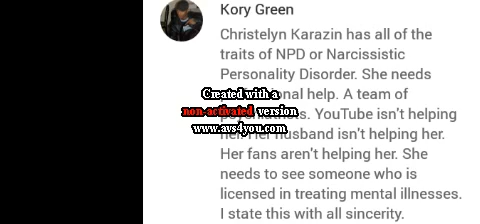 Kory Green
Christelyn Karazin has all of the
traits of NPD or Narcissistic
Personality Disorder. She needs
Created with a
help. A team of
non-activated version
YouTube isn't helping
www.avs4you.com
husband isn't helping her.
Her fans aren't helping her. She
needs to see someone who is
licensed in treating mental illnesses.
I state this with all sincerity.